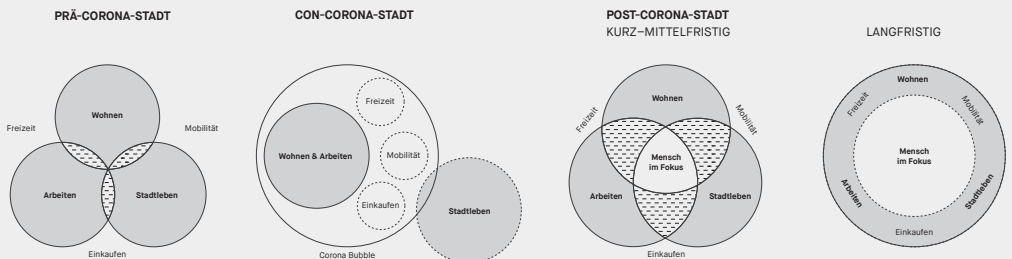 PRÄ-CORONA-STADT
Wohnen
Freizeit
Mobilität
Arbeiten
Stadtleben
Einkaufen
CON-CORONA-STADT
Freizeit
Wohnen & Arbeiten
Mobilität
Einkaufen
Stadtleben
Corona Bubble
POST-CORONA-STADT
KURZ–MITTELFRISTIG
Wohnen
Freizeit
Mobilität
Mensch
im Fokus
Arbeiten
Stadtleben
Einkaufen
LANGFRISTIG
Wohnen
Freizeit
Mobilität
Mensch
im Fokus
Arbeiten
Stadtleben
Einkaufen